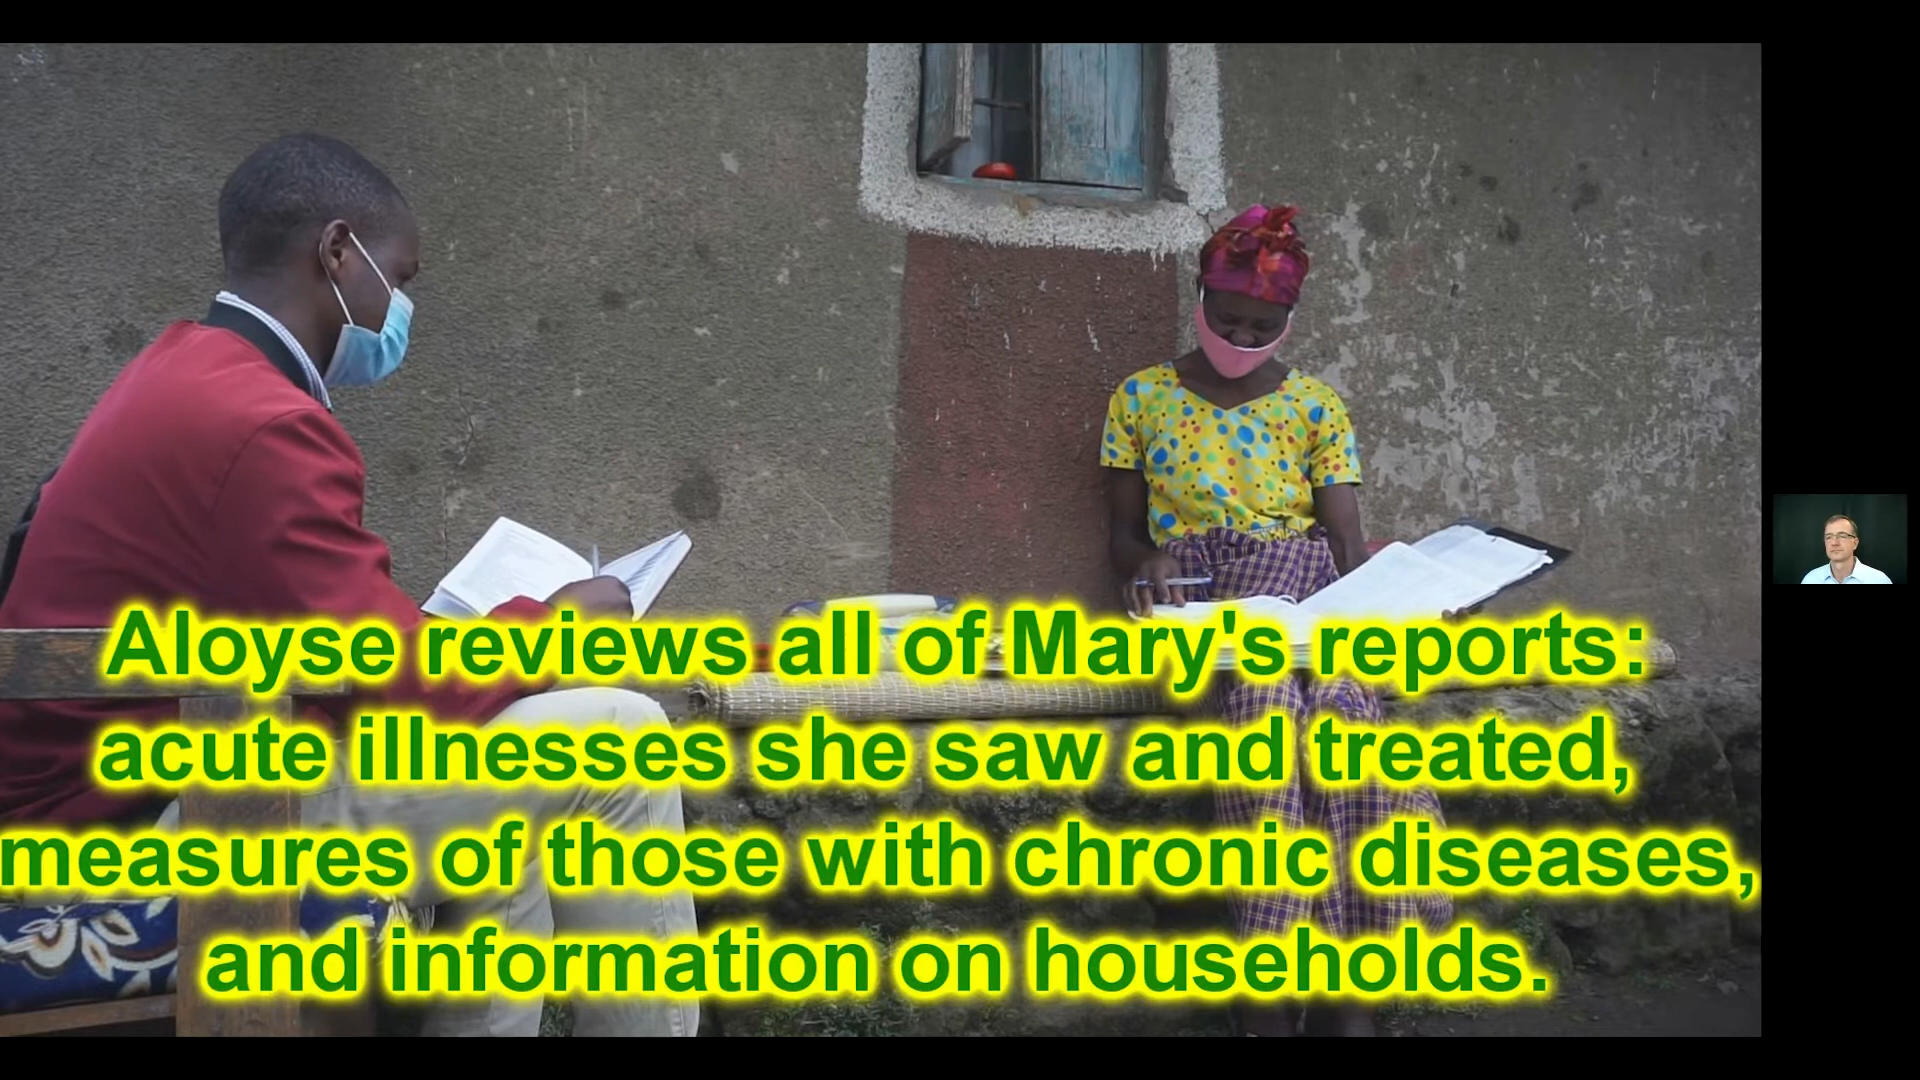 Aloyse reviews all of Mary's reports:
acute illnesses she saw and treated,
measures of those with chronic diseases,
and information on households.